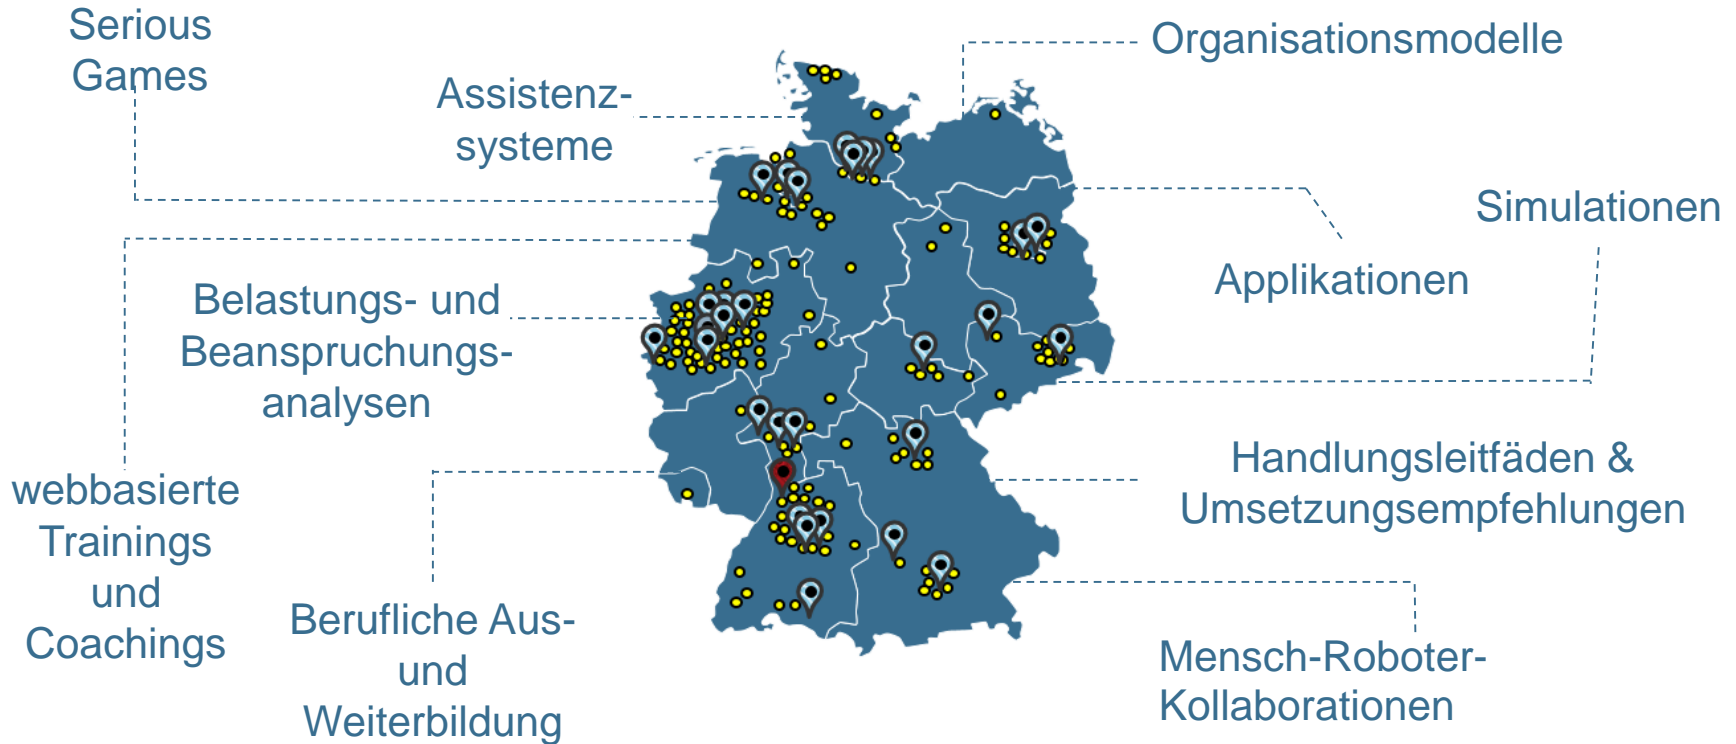 Serious
Games
Assistenz-
systeme
Organisationsmodelle
Simulationen
Applikationen
Belastungs- und
Beanspruchungs-
analysen
Handlungsleitfäden &
Umsetzungsempfehlungen
webbasierte
Trainings
und
Coachings
Berufliche Aus-
und
Weiterbildung
Mensch-Roboter-
Kollaborationen